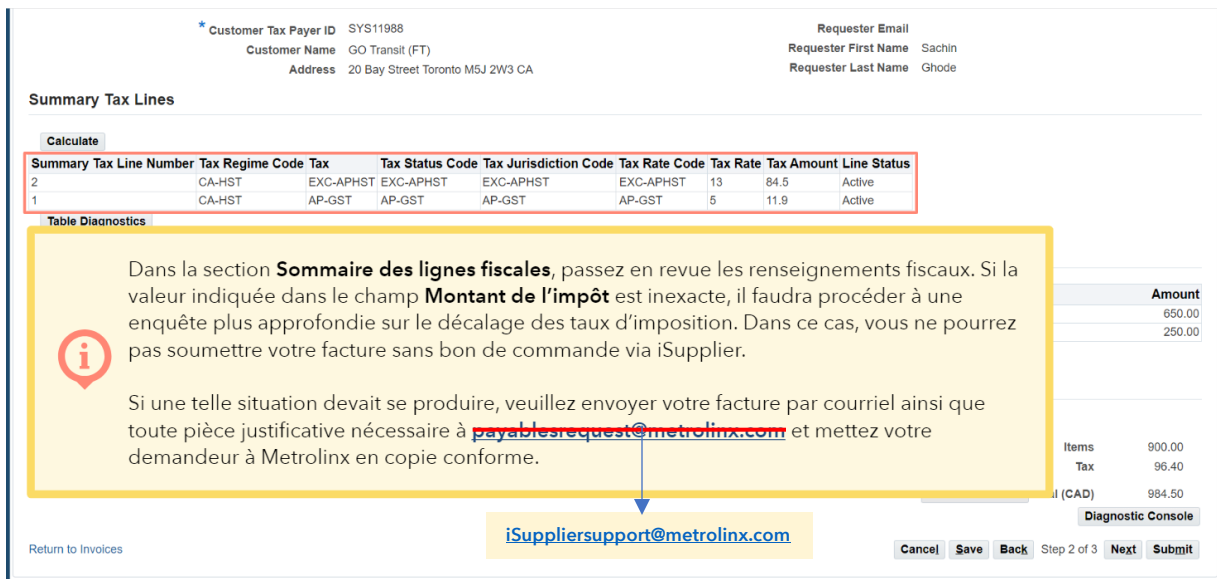 * Customer Tax Payer ID SYS11988 Requester Email
Customer Name GO Transit (FT) Requester First Name Sachin
Address 20 Bay Street Toronto M5J 2W3 CA Requester Last Name Ghode
Summary Tax Lines
Calculate
Summary Tax Line Number Tax Regime Code Tax Tax Status Code Tax Jurisdiction Code Tax Rate Code Tax Rate Tax Amount Line Status
2 CA-HST EXC-APHST EXC-APHST EXC-APHST EXC-APHST 13 84.5 Active
1 CA-HST AP-GST AP-GST AP-GST AP-GST 5 11.9 Active
Table Diagnostics
Dans la section Sommaire des lignes fiscales, passez en revue les renseignements fiscaux. Si la
valeur indiquée dans le champ Montant de l’impôt est inexacte, il faudra procéder à une
enquête plus approfondie sur le décalage des taux d’imposition. Dans ce cas, vous ne pourrez
pas soumettre votre facture sans bon de commande via iSupplier.
Si une telle situation devait se produire, veuillez envoyer votre facture par courriel ainsi que
toute pièce justificative nécessaire à payablesrequest@metrolinx.com et mettez votre
demandeur à Metrolinx en copie conforme.
Amount
650.00
250.00
Items 900.00
Tax 96.40
(CAD) 984.50
Diagnostic Console
iSuppliersupport@metrolinx.com
Return to Invoices Cancel Save Back Step 2 of 3 Next Submit